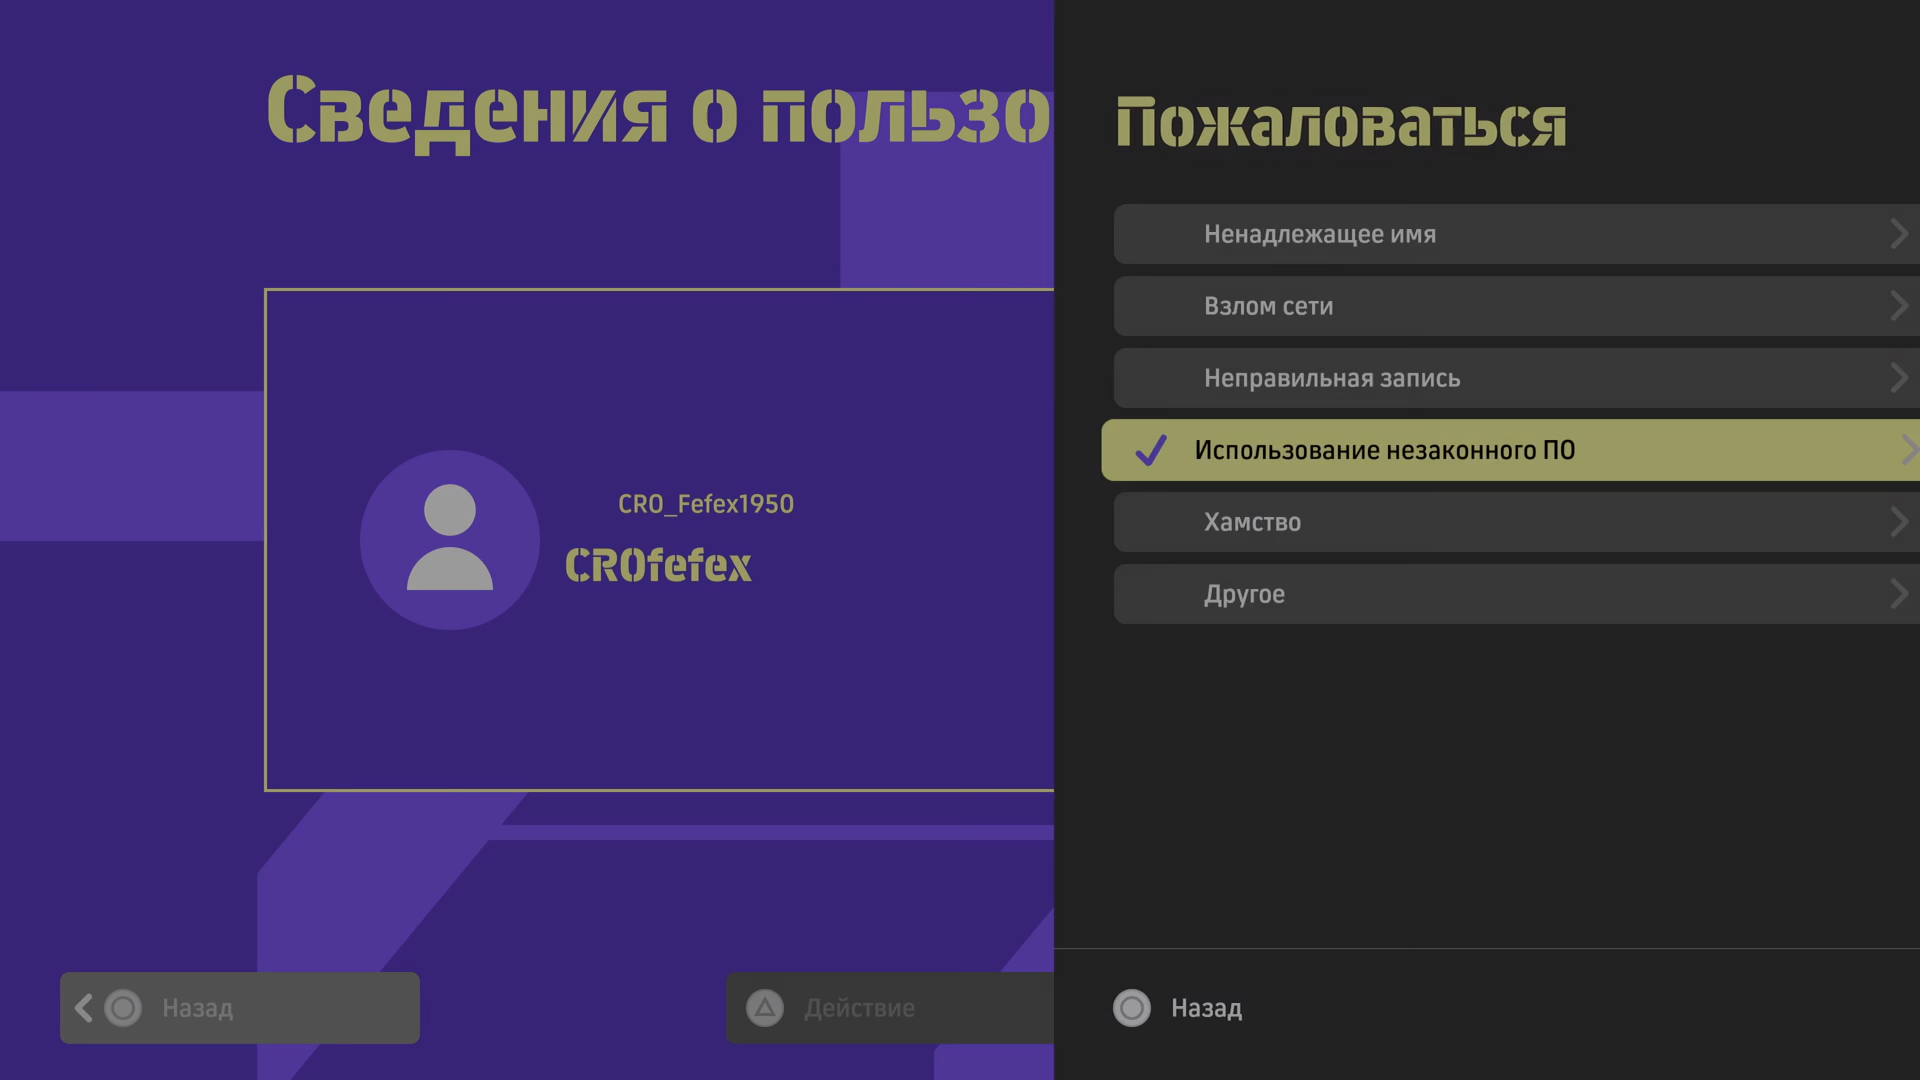 Сведения о пользо
CRO_Fefex1950
CROfefex
Назад
Действие
Пожаловаться
Ненадлежащее имя
Взлом сети
Неправильная запись
Использование незаконного ПО
Хамство
Другое
Назад